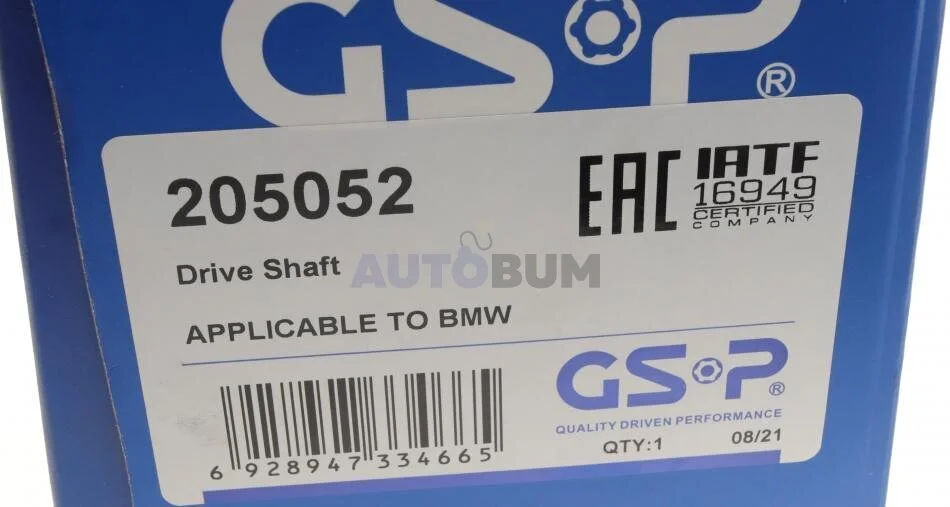 GSP®
205052
EAC
IATF
16949
CERTIFIED
COMPANY
Drive Shaft
AUTOBUM
APPLICABLE TO BMW
GSP®
QUALITY DRIVEN PERFORMANCE
6 928947 334665
QTY:1 08/21